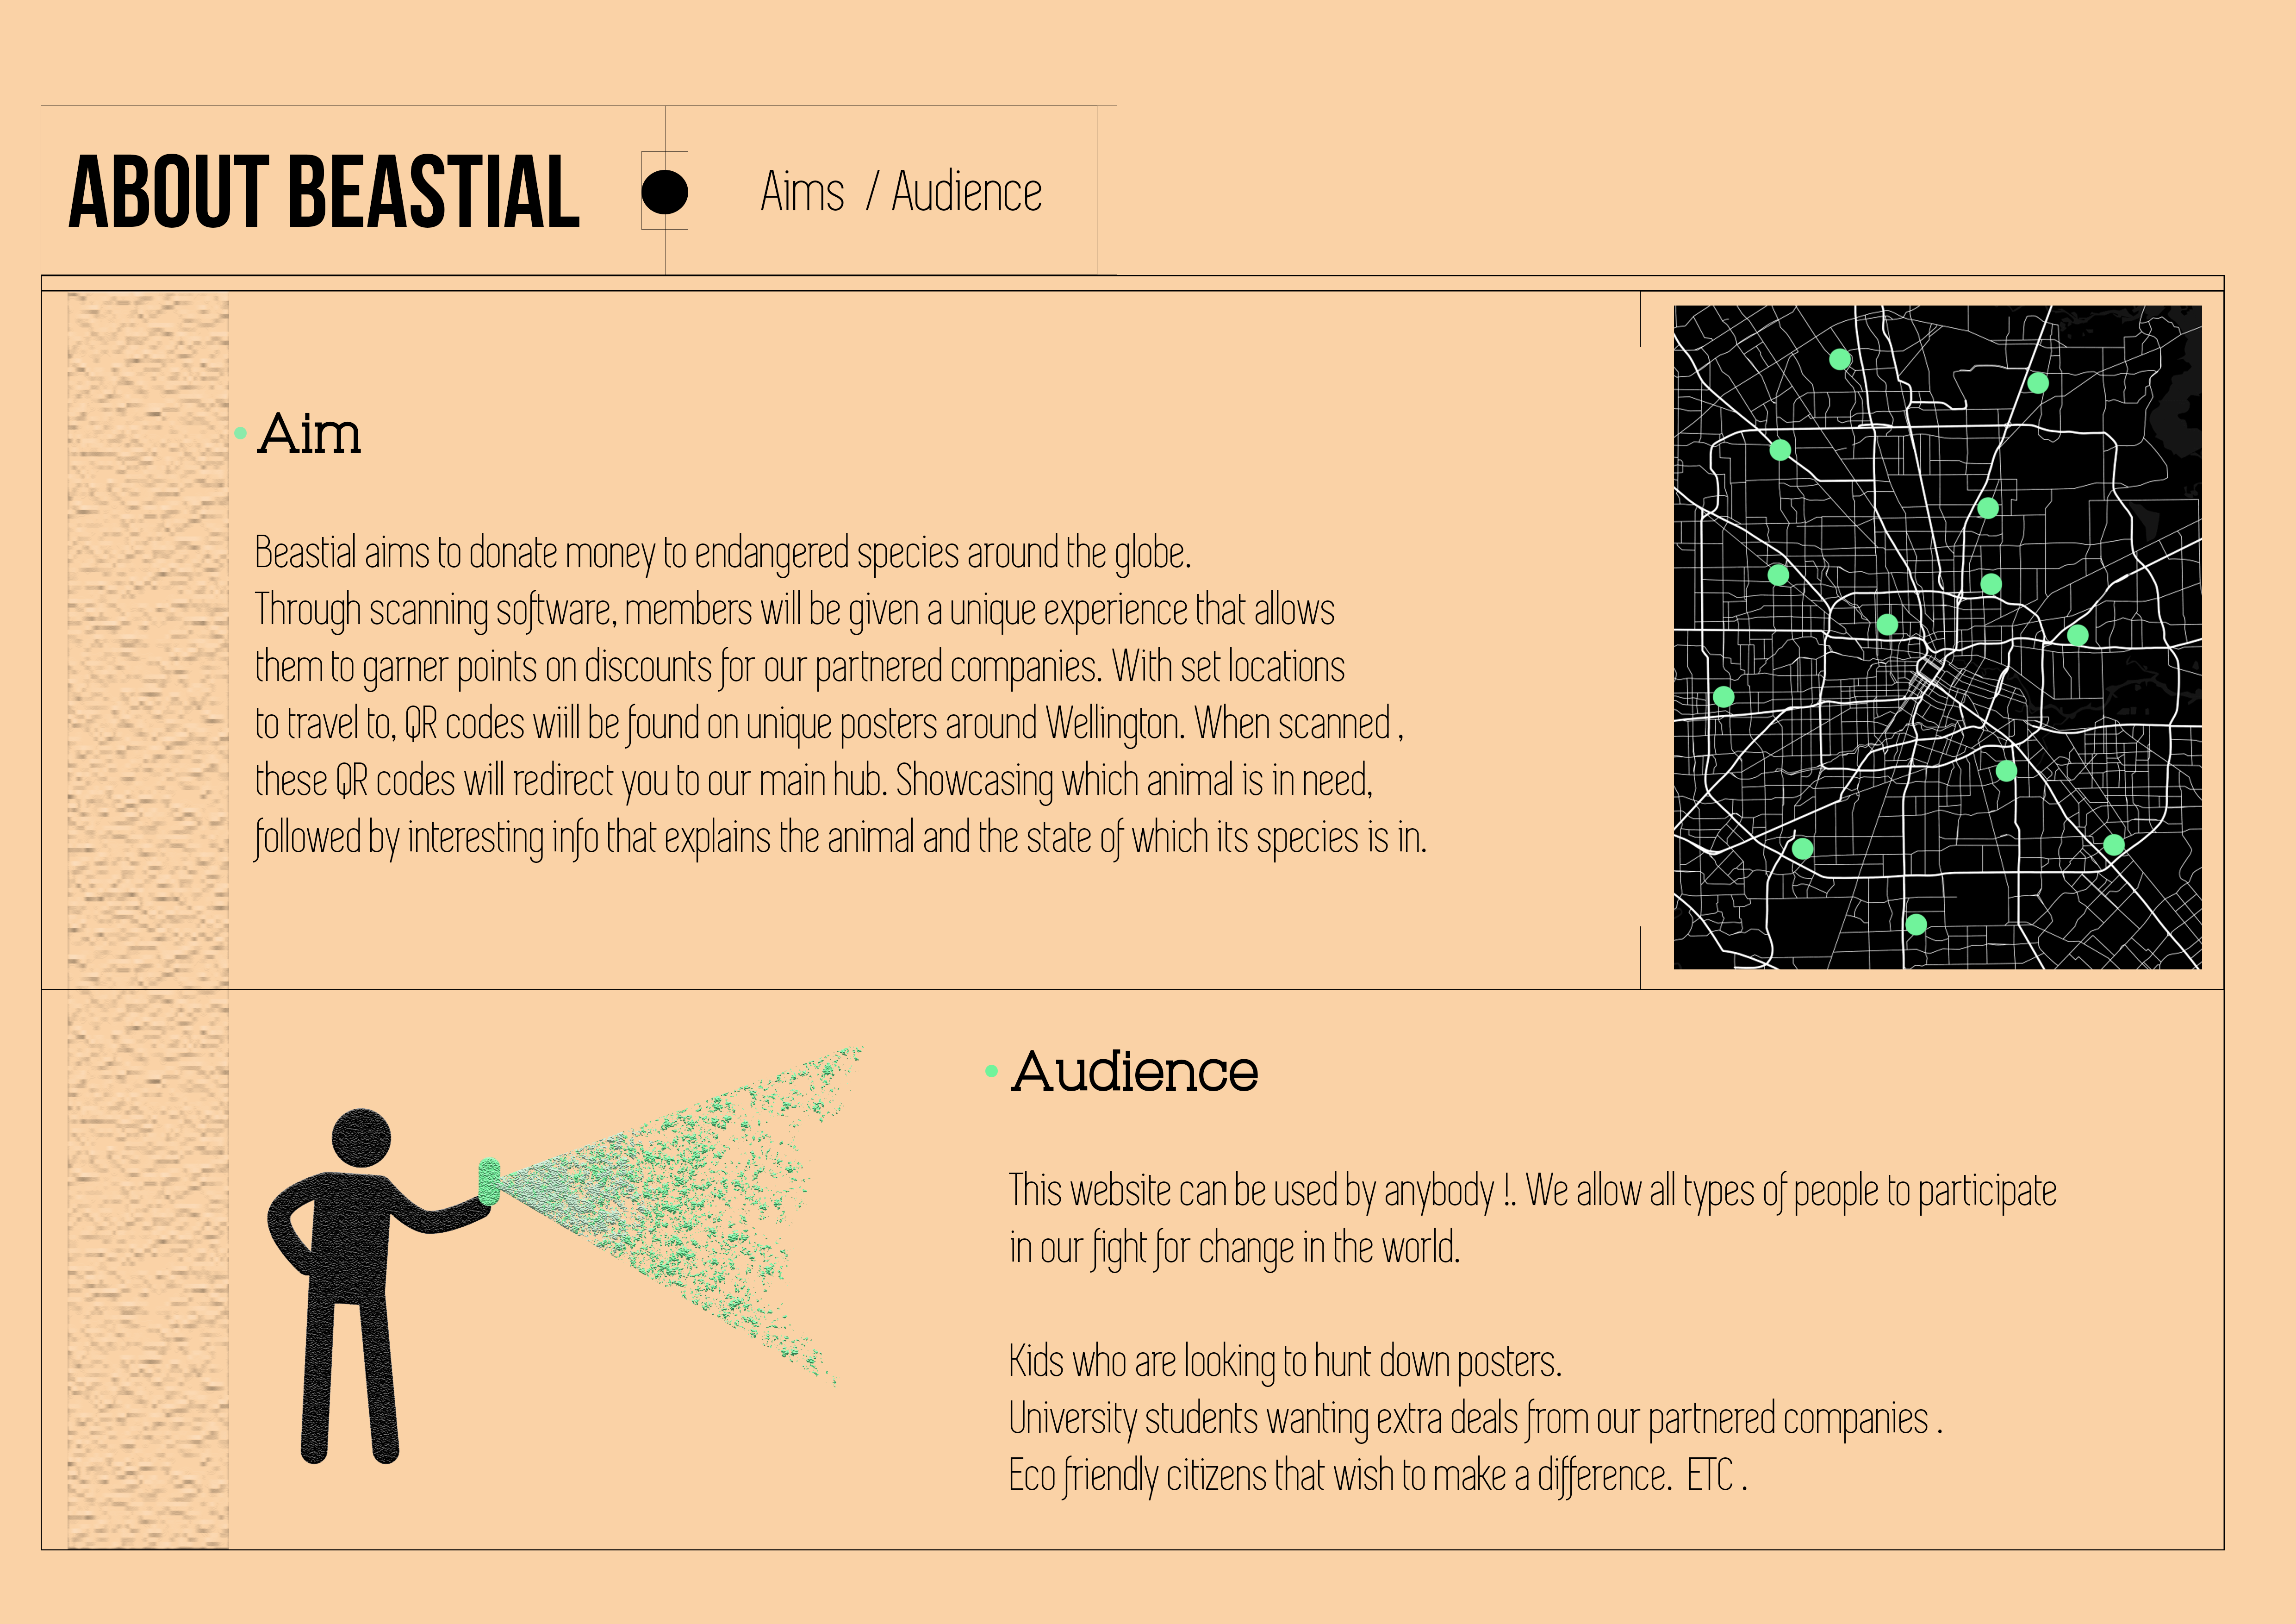 ABOUT BEASTIAL
Aims / Audience
Aim
Beastial aims to donate money to endangered species around the globe.
Through scanning software, members will be given a unique experience that allows
them to garner points on discounts for our partnered companies. With set locations
to travel to, QR codes wiill be found on unique posters around Wellington. When scanned ,
these QR codes will redirect you to our main hub. Showcasing which animal is in need,
followed by interesting info that explains the animal and the state of which its species is in.
Audience
This website can be used by anybody !. We allow all types of people to participate
in our fight for change in the world.
Kids who are looking to hunt down posters.
University students wanting extra deals from our partnered companies .
Eco friendly citizens that wish to make a difference. ETC .